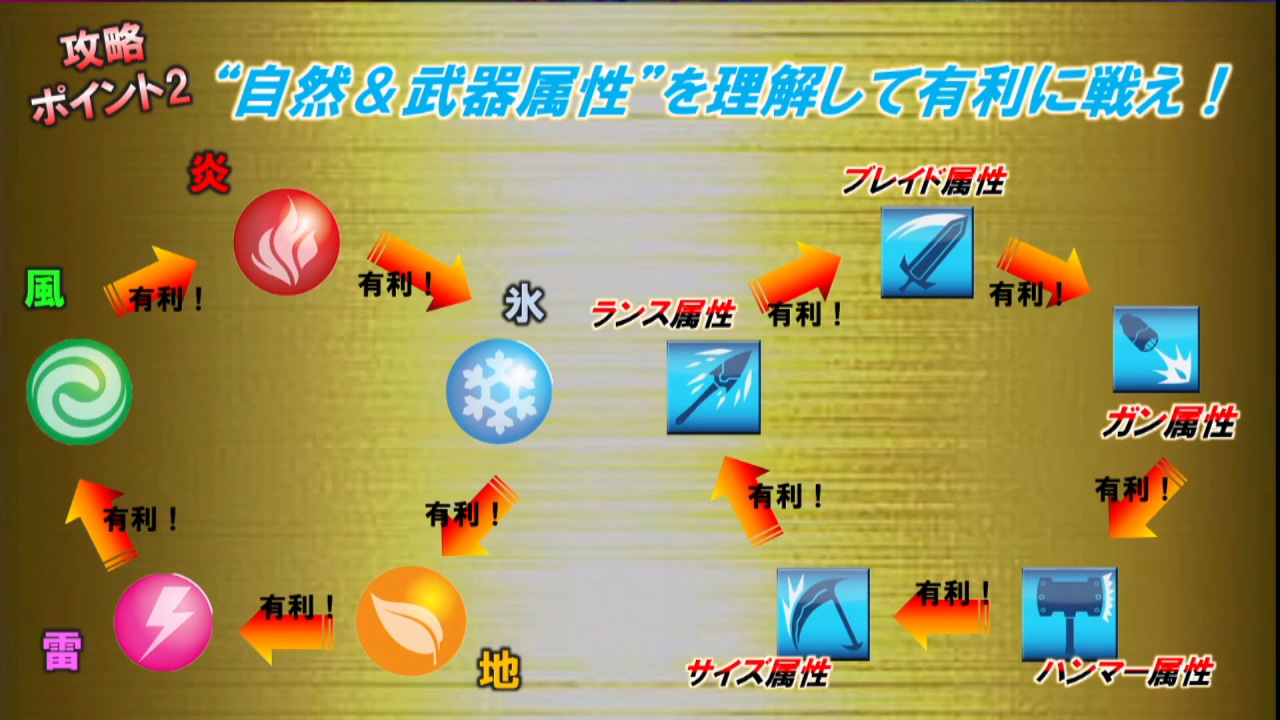 攻略
ポイント2
“自然＆武器属性”を理解して有利に戦え！
炎
ブレイド属性
風
有利！
有利！
氷
ランス属性
有利！
有利！
ガン属性
有利！
有利！
有利！
有利！
有利！
有利！
雷
地
サイズ属性
ハンマー属性